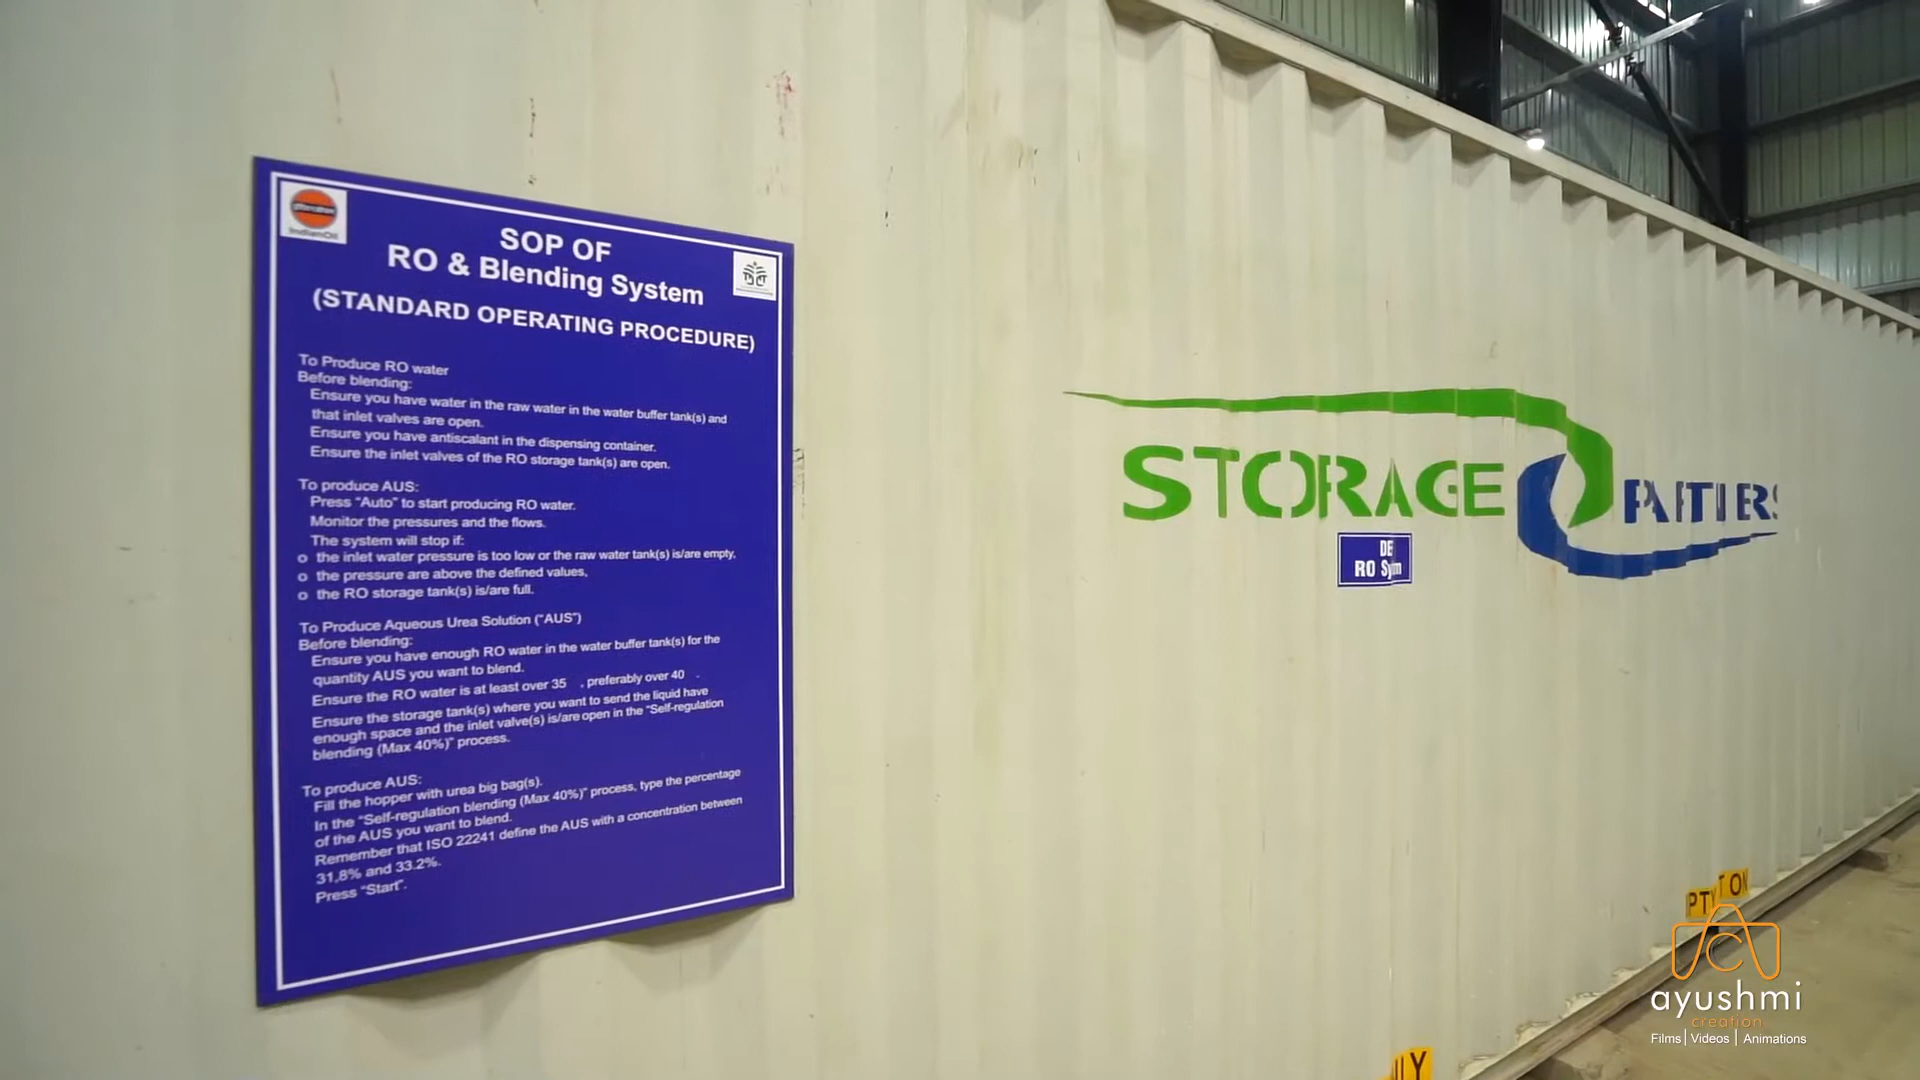 IndianOil
SOP OF
RO & Blending System
(STANDARD OPERATING PROCEDURE)
To Produce RO water
Before blending:
Ensure you have water in the raw water in the water buffer tank(s) and
that inlet valves are open.
Ensure you have antiscalant in the dispensing container.
Ensure the inlet valves of the RO storage tank(s) are open.
To produce AUS:
Press “Auto” to start producing RO water.
Monitor the pressures and the flows.
The system will stop if:
o the inlet water pressure is too low or the raw water tank(s) is/are empty,
o the pressure are above the defined values,
o the RO storage tank(s) is/are full.
To Produce Aqueous Urea Solution (“AUS”)
Before blending:
Ensure you have enough RO water in the water buffer tank(s) for the
quantity AUS you want to blend.
Ensure the RO water is at least over 35 , preferably over 40 .
Ensure the storage tank(s) where you want to send the liquid have
enough space and the inlet valve(s) is/are open in the “Self-regulation
blending (Max 40%)” process.
To produce AUS:
Fill the hopper with urea big bag(s).
In the “Self-regulation blending (Max 40%)” process, type the percentage
of the AUS you want to blend.
Remember that ISO 22241 define the AUS with a concentration between
31,8% and 33.2%.
Press “Start”.
STORAGE PARTNERS
DEF
RO System
ayushmi
creation
Films | Videos | Animations